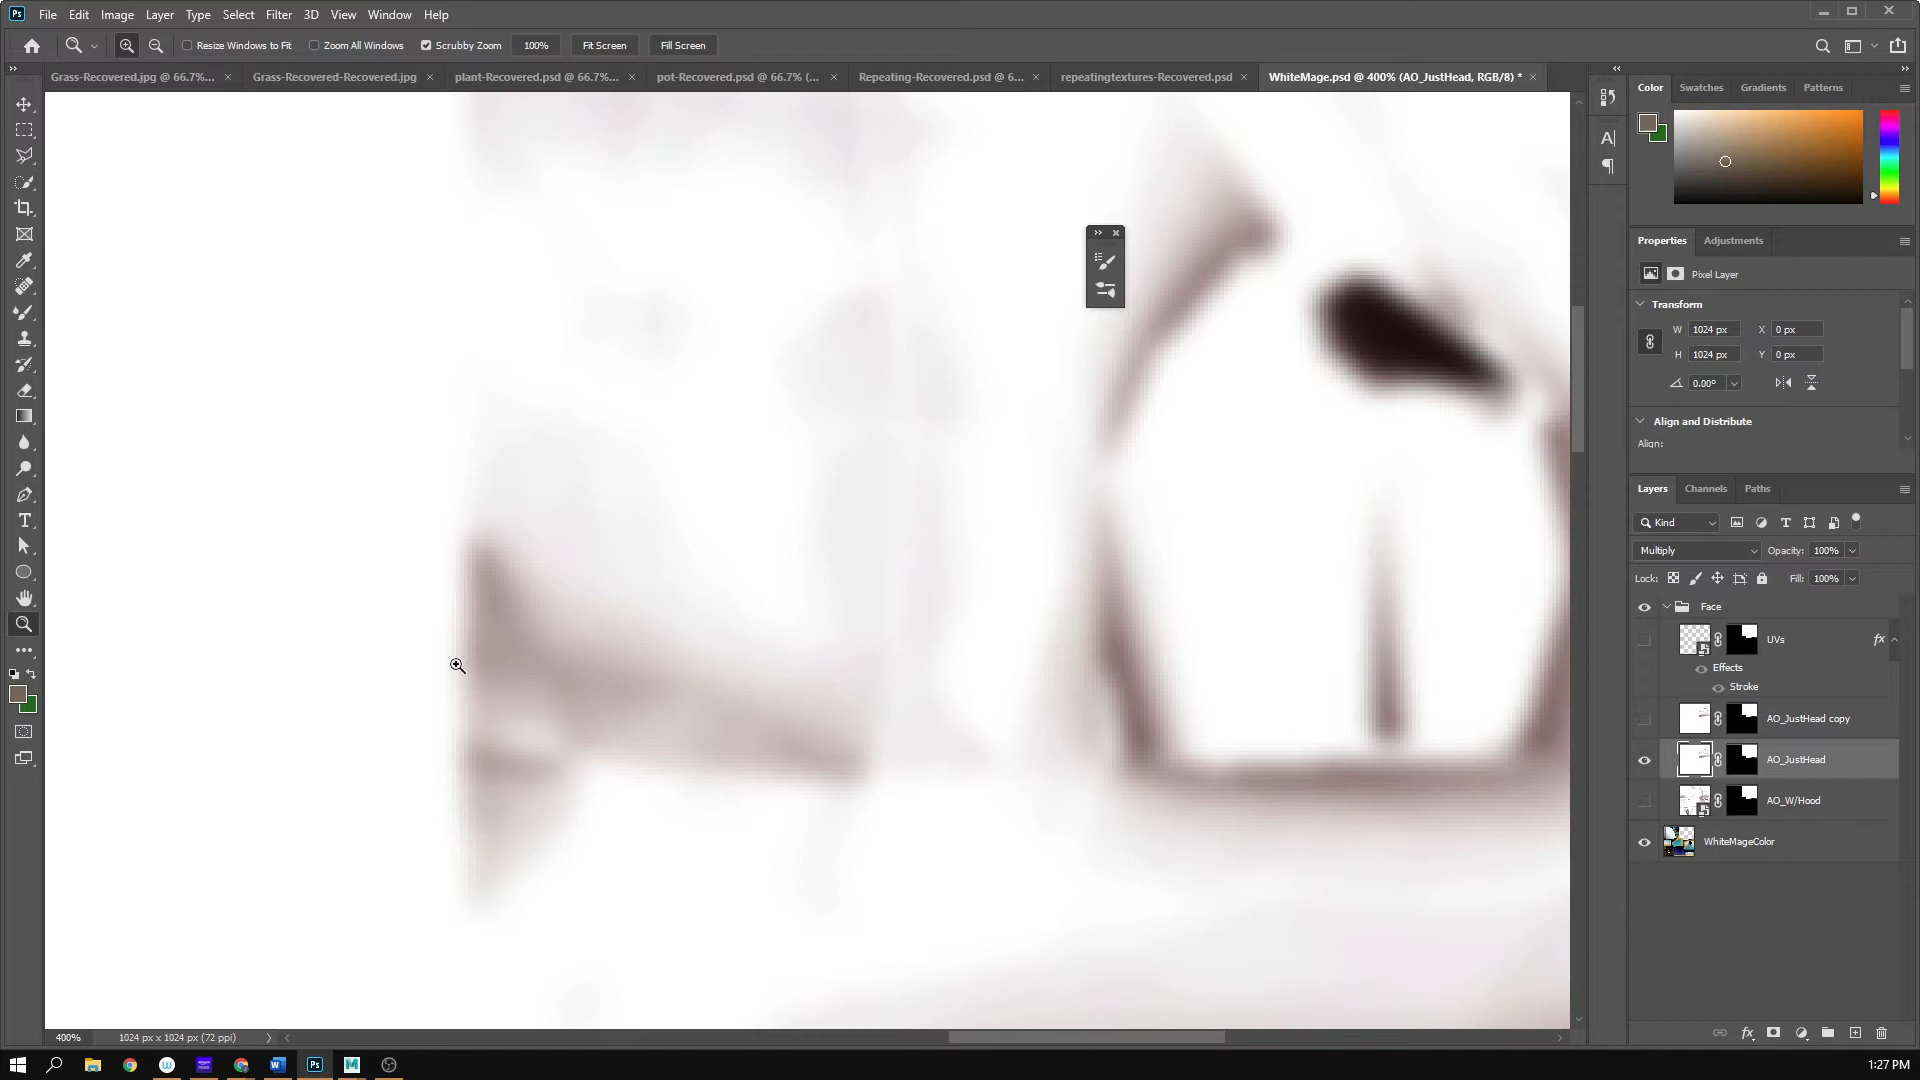 Ps File Edit Image Layer Type Select Filter 3D View Window Help
Resize Windows to Fit Zoom All Windows Scrubby Zoom 100% Fit Screen Fill Screen
Grass-Recovered.jpg @ 66.7%... × Grass-Recovered-Recovered.jpg × plant-Recovered.psd @ 66.7%... × pot-Recovered.psd @ 66.7% (... × Repeating-Recovered.psd @ 6... × repeatingtextures-Recovered.psd × WhiteMage.psd @ 400% (AO_JustHead, RGB/8) * ×
Color Swatches Gradients Patterns
Properties Adjustments
Pixel Layer
Transform
W 1024 px X 0 px
H 1024 px Y 0 px
0.00°
Align and Distribute
Align:
Layers Channels Paths
Kind
Multiply Opacity: 100%
Lock: Fill: 100%
Face
UVs fx
Effects
Stroke
AO_JustHead copy
AO_JustHead
AO_W/Hood
WhiteMageColor
fx
400% 1024 px x 1024 px (72 ppi)
1:27 PM